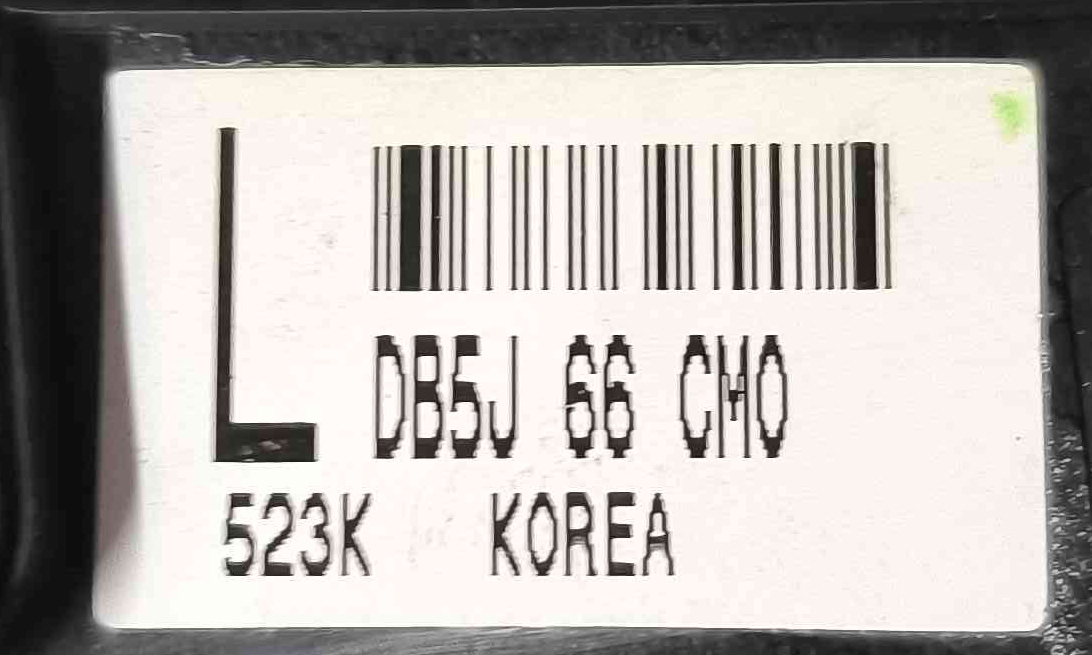 L
DB5J 66 CM0
523K KOREA